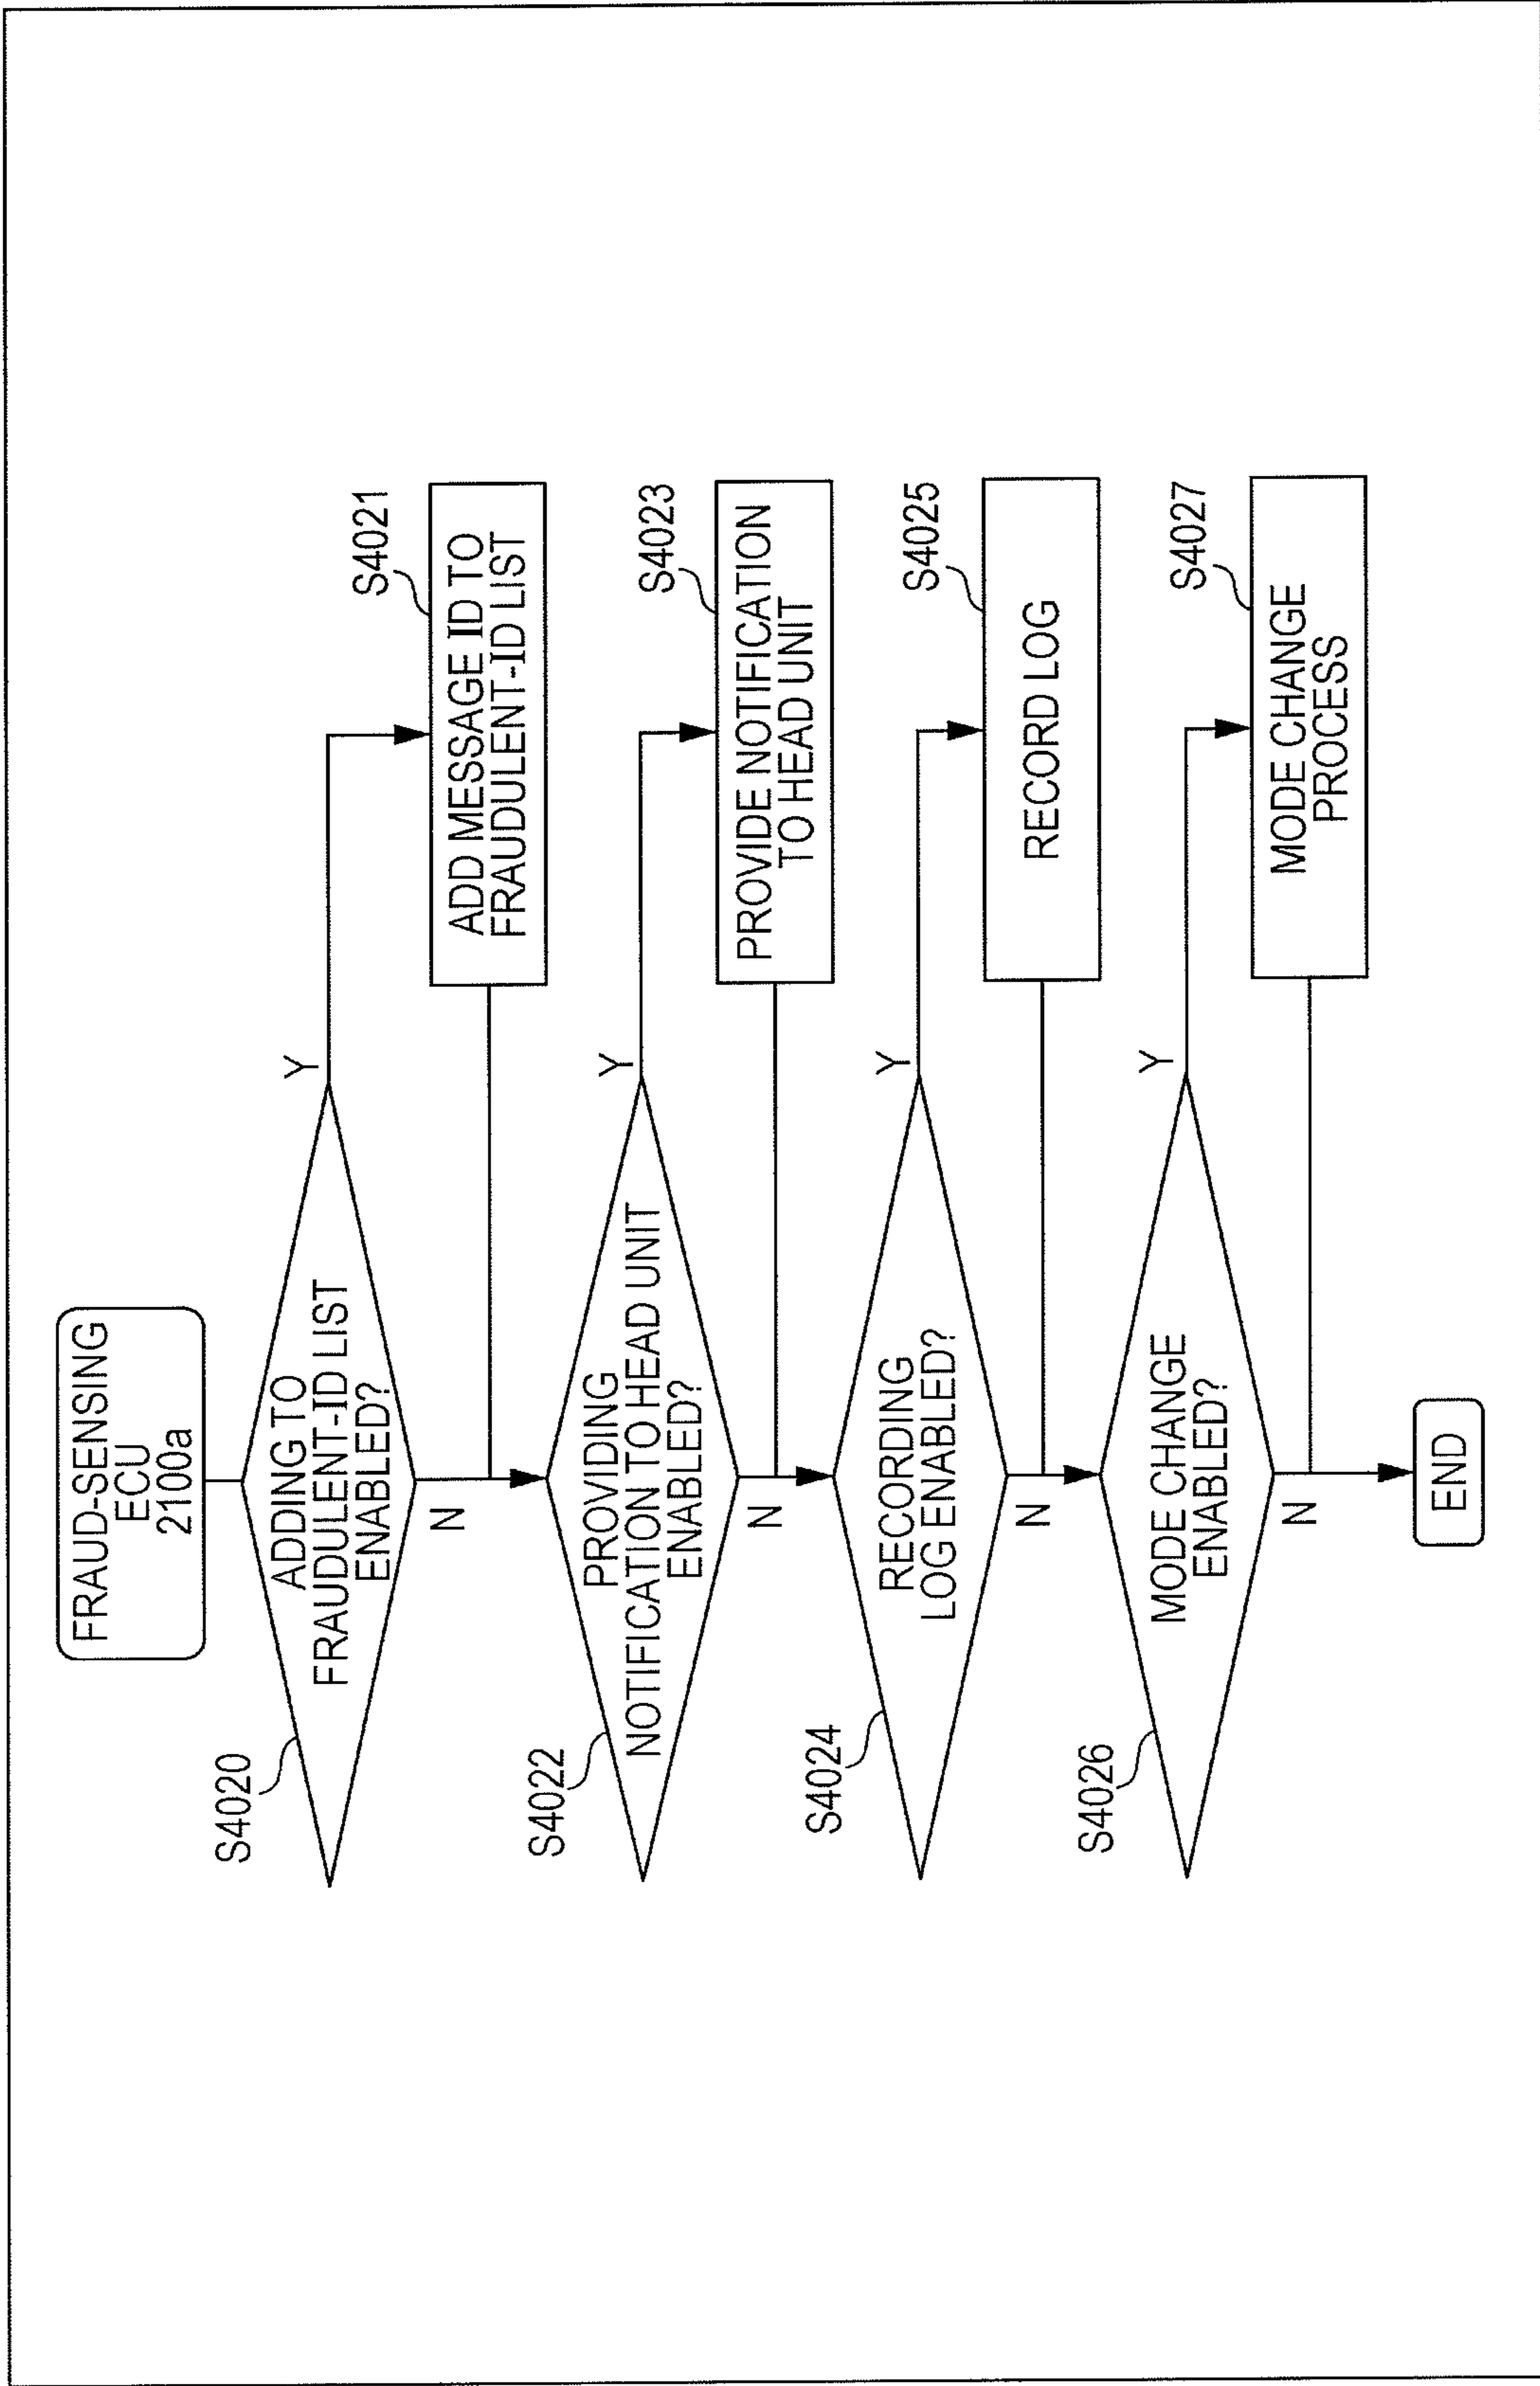 FRAUD-SENSING
ECU
2100a
S4020
ADDING TO
FRAUDULENT-ID LIST
ENABLED?
Y
N
S4021
ADD MESSAGE ID TO
FRAUDULENT-ID LIST
S4022
PROVIDING
NOTIFICATION TO HEAD UNIT
ENABLED?
Y
N
S4023
PROVIDE NOTIFICATION
TO HEAD UNIT
S4024
RECORDING
LOG ENABLED?
Y
N
S4025
RECORD LOG
S4026
MODE CHANGE
ENABLED?
Y
N
S4027
MODE CHANGE
PROCESS
END